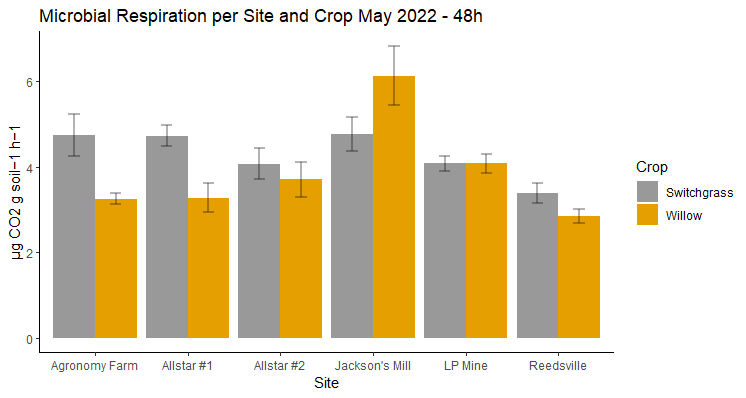 Microbial Respiration per Site and Crop May 2022 - 48h
µg CO2 g soil−1 h−1
6
4
2
0
Agronomy Farm Allstar #1 Allstar #2 Jackson's Mill LP Mine Reedsville
Site
Crop
Switchgrass
Willow